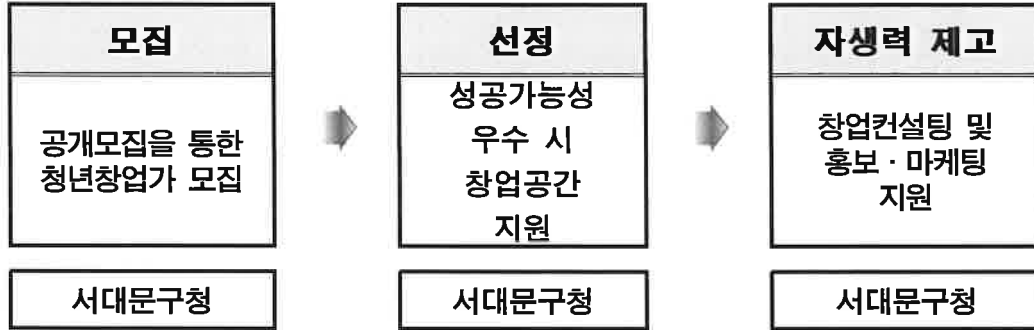 모집
공개모집을 통한
청년창업가 모집
서대문구청
선정
성공가능성
우수 시
창업공간
지원
서대문구청
자생력 제고
창업컨설팅 및
홍보·마케팅
지원
서대문구청